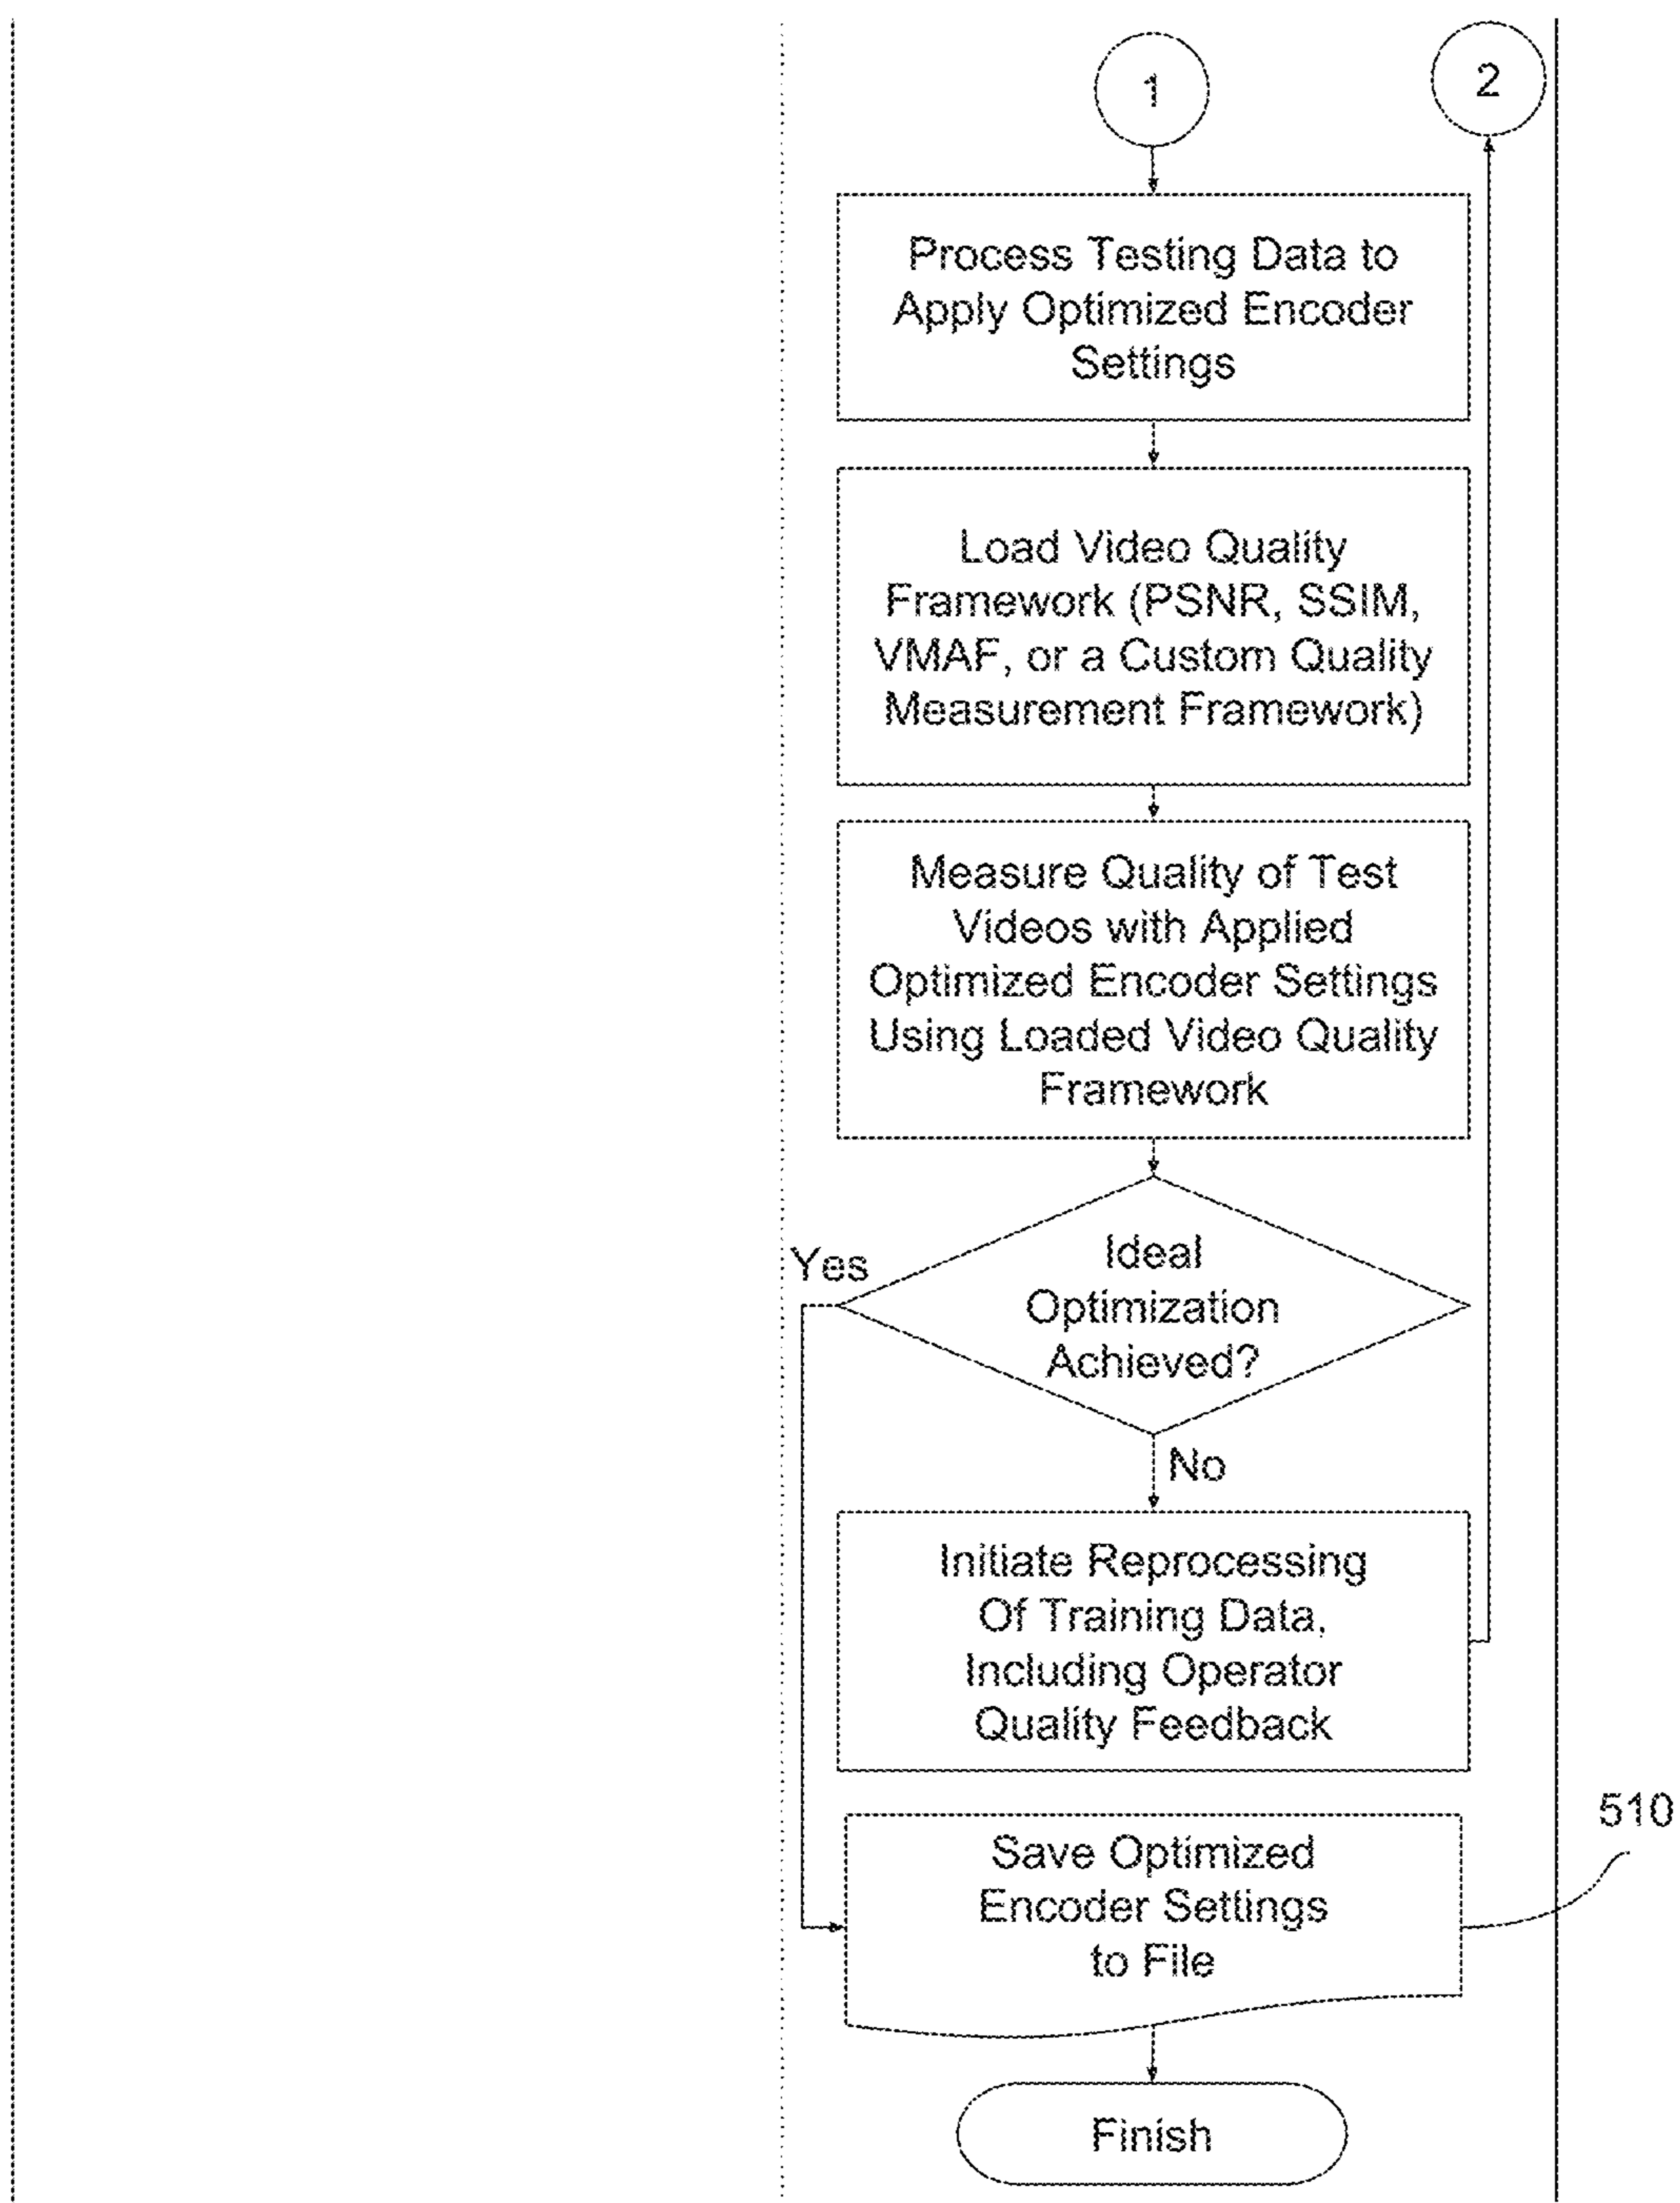 1
2
Process Testing Data to
Apply Optimized Encoder
Settings
Load Video Quality
Framework (PSNR, SSIM,
VMAF, or a Custom Quality
Measurement Framework)
Measure Quality of Test
Videos with Applied
Optimized Encoder Settings
Using Loaded Video Quality
Framework
Yes
Ideal
Optimization
Achieved?
No
Initiate Reprocessing
Of Training Data,
Including Operator
Quality Feedback
510
Save Optimized
Encoder Settings
to File
Finish